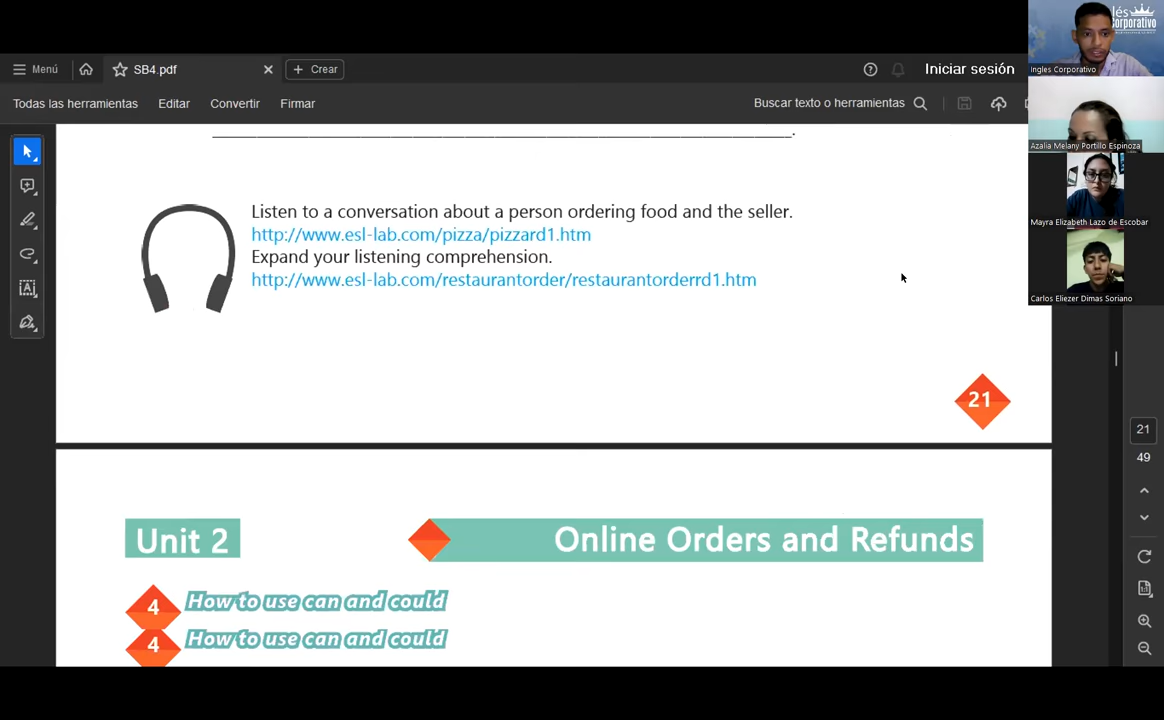 lés
corporativo
Menú
SB4.pdf
Crear
Iniciar sesión
Ingles Corporativo
Todas las herramientas
Editar
Convertir
Firmar
Buscar texto o herramientas
Azalia Melany Portillo Espinoza
Listen to a conversation about a person ordering food and the seller.
http://www.esl-lab.com/pizza/pizzard1.htm
Expand your listening comprehension.
http://www.esl-lab.com/restaurantorder/restaurantorderrd1.htm
Mayra Elizabeth Lazo de Escobar
Carlos Eliezer Dimas Soriano
21
21
49
Unit 2
Online Orders and Refunds
4 How to use can and could
4 How to use can and could